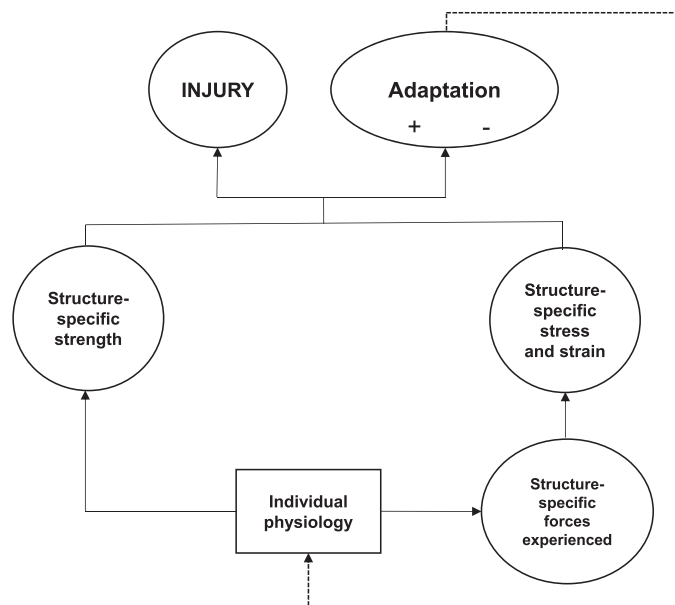 INJURY
Adaptation
+ -
Structure-
specific
strength
Structure-
specific
stress
and strain
Individual
physiology
Structure-
specific
forces
experienced